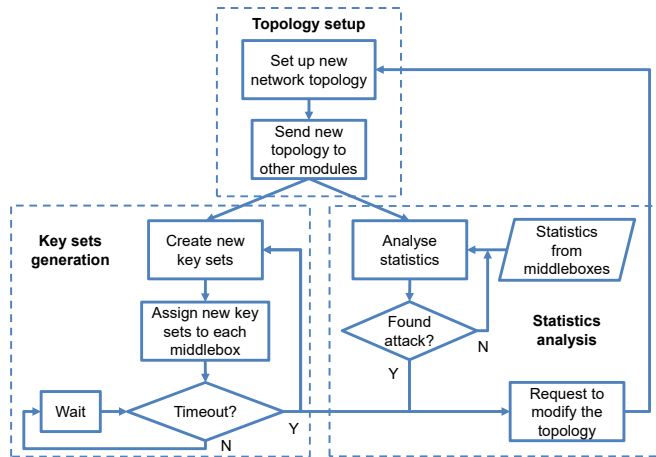 Topology setup
Set up new
network topology
Send new
topology to
other modules
Key sets
generation
Create new
key sets
Assign new key
sets to each
middlebox
Wait
Timeout?
Y
N
Analyse
statistics
Statistics
from
middleboxes
Found
attack?
N
Y
Statistics
analysis
Request to
modify the
topology